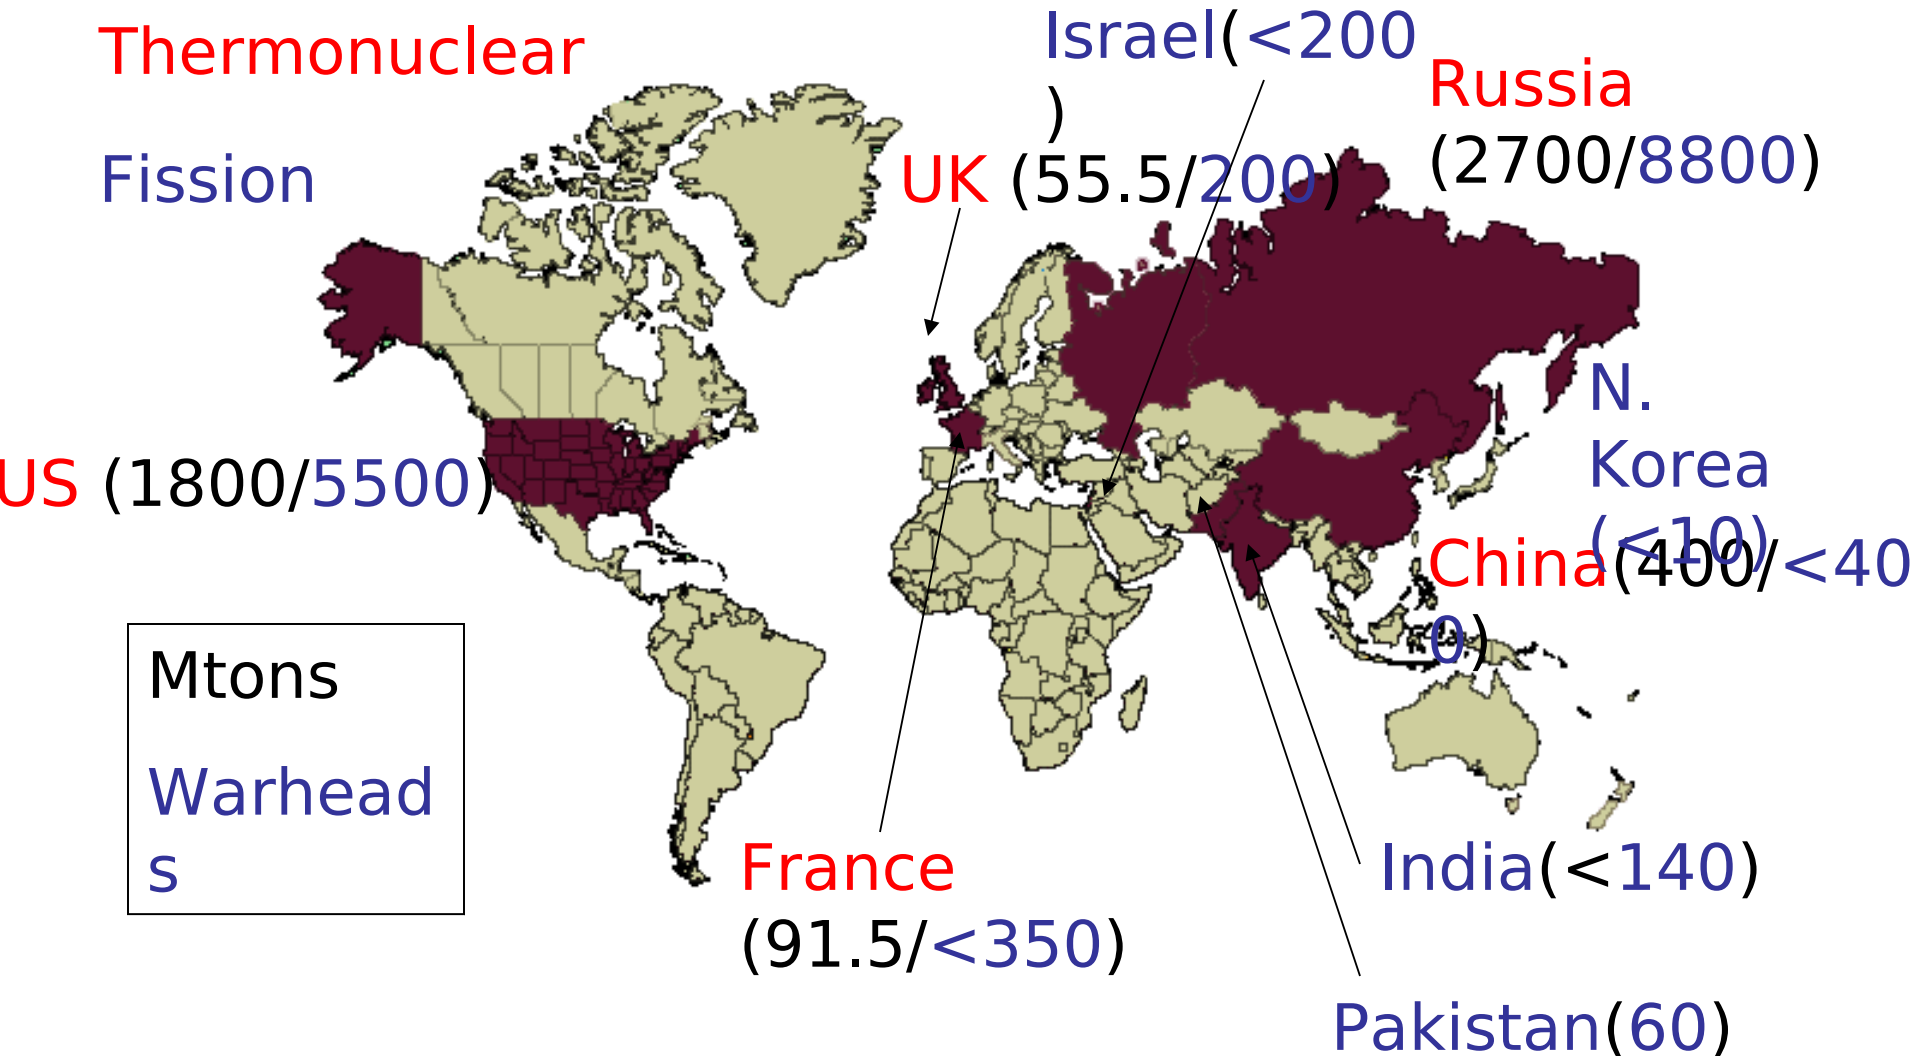 Thermonuclear
Fission
Israel(<200
)
Russia
(2700/8800)
UK (55.5/200)
N.
Korea
(<10)
US (1800/5500)
China(400/<40
0)
Mtons
Warhead
s
France
(91.5/<350)
India(<140)
Pakistan(60)